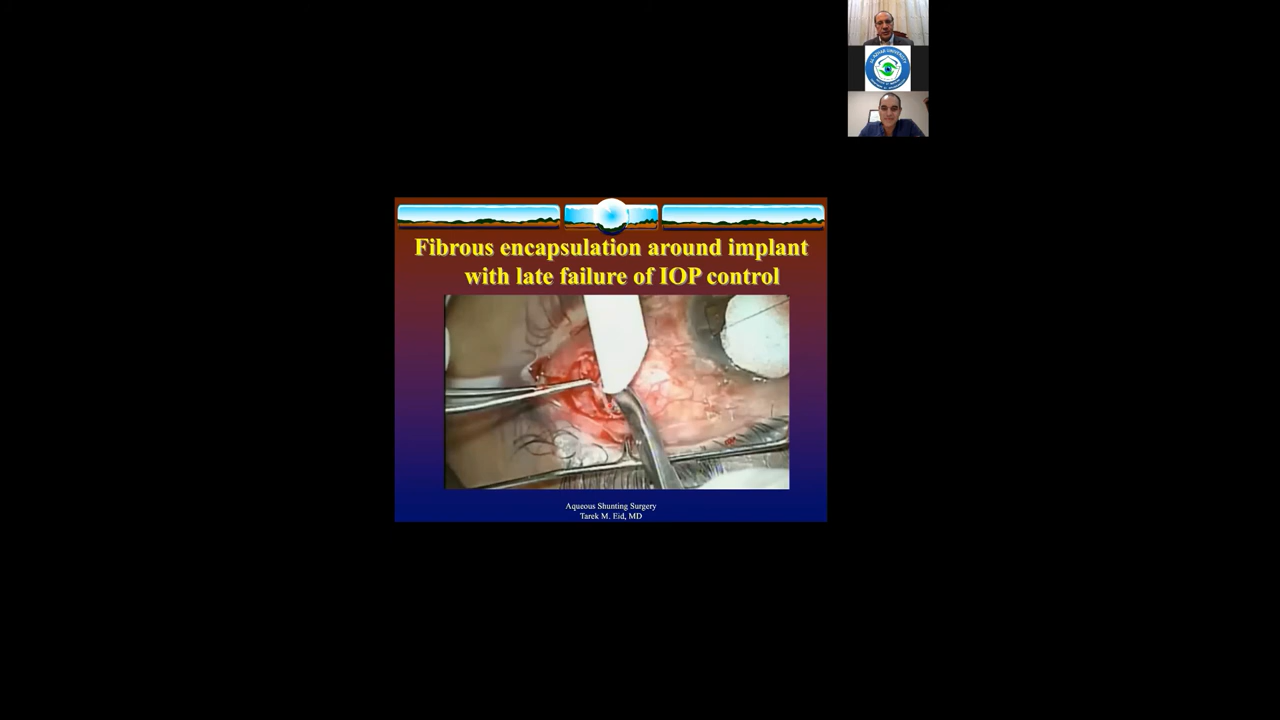 Fibrous encapsulation around implant
with late failure of IOP control
Aqueous Shunting Surgery
Tarek M. Eid, MD